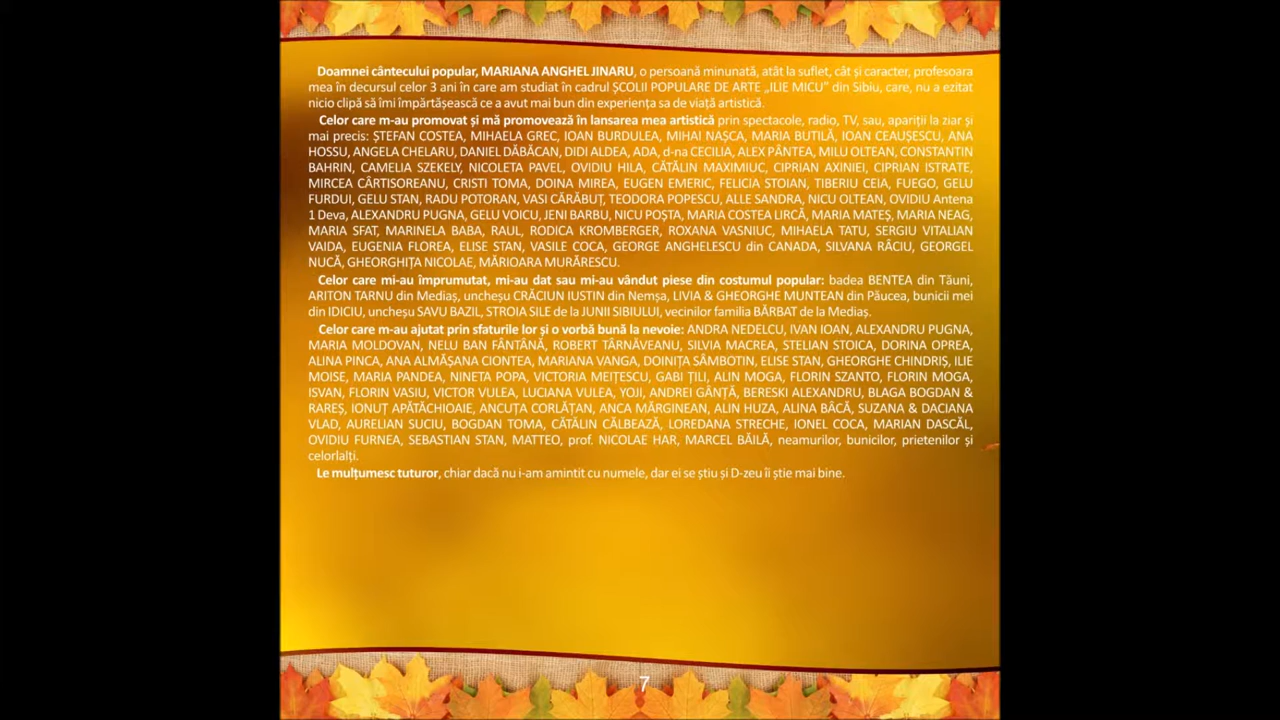 Doamnei cântecului popular, MARIANA ANGHEL JINARU, o persoană minunată, atât la suflet, cât și caracter, profesoara
mea în decursul celor 3 ani în care am studiat în cadrul ȘCOLII POPULARE DE ARTE „ILIE MICU" din Sibiu, care, nu a ezitat
nicio clipă să îmi împărtășească ce a avut mai bun din experiența sa de viață artistică.
Celor care m-au promovat și mă promovează în lansarea mea artistică prin spectacole, radio, TV, sau, apariții la ziar și
mai precis: ȘTEFAN COSTEA, MIHAELA GREC, IOAN BURDULEA, MIHAI NAȘCA, MARIA BUTILĂ, IOAN CEAUȘESCU, ANA
HOSSU, ANGELA CHELARU, DANIEL DĂBĂCAN, DIDI ALDEA, ADA, d-na CECILIA, ALEX PÂNTEA, MILU OLTEAN, CONSTANTIN
BAHRIN, CAMELIA SZEKELY, NICOLETA PAVEL, OVIDIU HILA, CĂTĂLIN MAXIMIUC, CIPRIAN AXINIEI, CIPRIAN ISTRATE,
MIRCEA CÂRTISOREANU, CRISTI TOMA, DOINA MIREA, EUGEN EMERIC, FELICIA STOIAN, TIBERIU CEIA, FUEGO, GELU
FURDUI, GELU STAN, RADU POTORAN, VASI CĂRĂBUȚ, TEODORA POPESCU, ALLE SANDRA, NICU OLTEAN, OVIDIU Antena
1 Deva, ALEXANDRU PUGNA, GELU VOICU, JENI BARBU, NICU POȘTA, MARIA COSTEA LIRCĂ, MARIA MATEȘ, MARIA NEAG,
MARIA SFAT, MARINELA BABA, RAUL, RODICA KROMBERGER, ROXANA VASNIUC, MIHAELA TATU, SERGIU VITALIAN
VAIDA, EUGENIA FLOREA, ELISE STAN, VASILE COCA, GEORGE ANGHELESCU din CANADA, SILVANA RÂCIU, GEORGEL
NUCĂ, GHEORGHIȚA NICOLAE, MĂRIOARA MURĂRESCU.
Celor care mi-au împrumutat, mi-au dat sau mi-au vândut piese din costumul popular: badea BENTEA din Tăuni,
ARITON TARNU din Mediaș, uncheșu CRĂCIUN IUSTIN din Nemșa, LIVIA & GHEORGHE MUNTEAN din Păucea, bunicii mei
din IDICIU, uncheșu SAVU BAZIL, STROIA SILE de la JUNII SIBIULUI, vecinilor familia BĂRBAT de la Mediaș.
Celor care m-au ajutat prin sfaturile lor și o vorbă bună la nevoie: ANDRA NEDELCU, IVAN IOAN, ALEXANDRU PUGNA,
MARIA MOLDOVAN, NELU BAN FÂNTÂNĂ, ROBERT TÂRNĂVEANU, SILVIA MACREA, STELIAN STOICA, DORINA OPREA,
ALINA PINCA, ANA ALMĂȘANA CIONTEA, MARIANA VANGA, DOINIȚA SÂMBOTIN, ELISE STAN, GHEORGHE CHINDRIȘ, ILIE
MOISE, MARIA PANDEA, NINETA POPA, VICTORIA MEIȚESCU, GABI ȚILI, ALIN MOGA, FLORIN SZANTO, FLORIN MOGA,
ISVAN, FLORIN VASIU, VICTOR VULEA, LUCIANA VULEA, YOJI, ANDREI GÂNȚĂ, BERESKI ALEXANDRU, BLAGA BOGDAN &
RAREȘ, IONUȚ APĂTĂCHIOAIE, ANCUȚA CORLĂȚAN, ANCA MĂRGINEAN, ALIN HUZA, ALINA BÂCĂ, SUZANA & DACIANA
VLAD, AURELIAN SUCIU, BOGDAN TOMA, CĂTĂLIN CĂLBEAZĂ, LOREDANA STRECHE, IONEL COCA, MARIAN DASCĂL,
OVIDIU FURNEA, SEBASTIAN STAN, MATTEO, prof. NICOLAE HAR, MARCEL BĂILĂ, neamurilor, bunicilor, prietenilor și
celorlalți.
Le mulțumesc tuturor, chiar dacă nu i-am amintit cu numele, dar ei se știu și D-zeu îi știe mai bine.
7